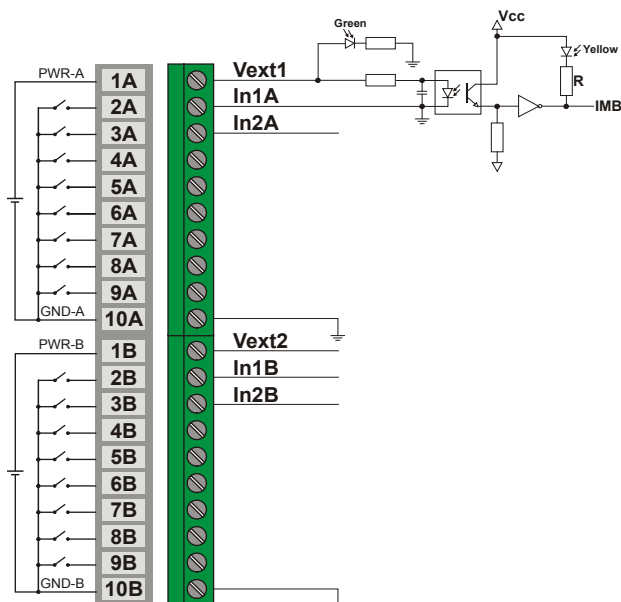 Vcc
Green
Yellow
PWR-A
1A
Vext1
R
2A
In1A
IMB
3A
In2A
4A
5A
6A
7A
8A
9A
GND-A
10A
PWR-B
1B
Vext2
2B
In1B
3B
In2B
4B
5B
6B
7B
8B
9B
GND-B
10B